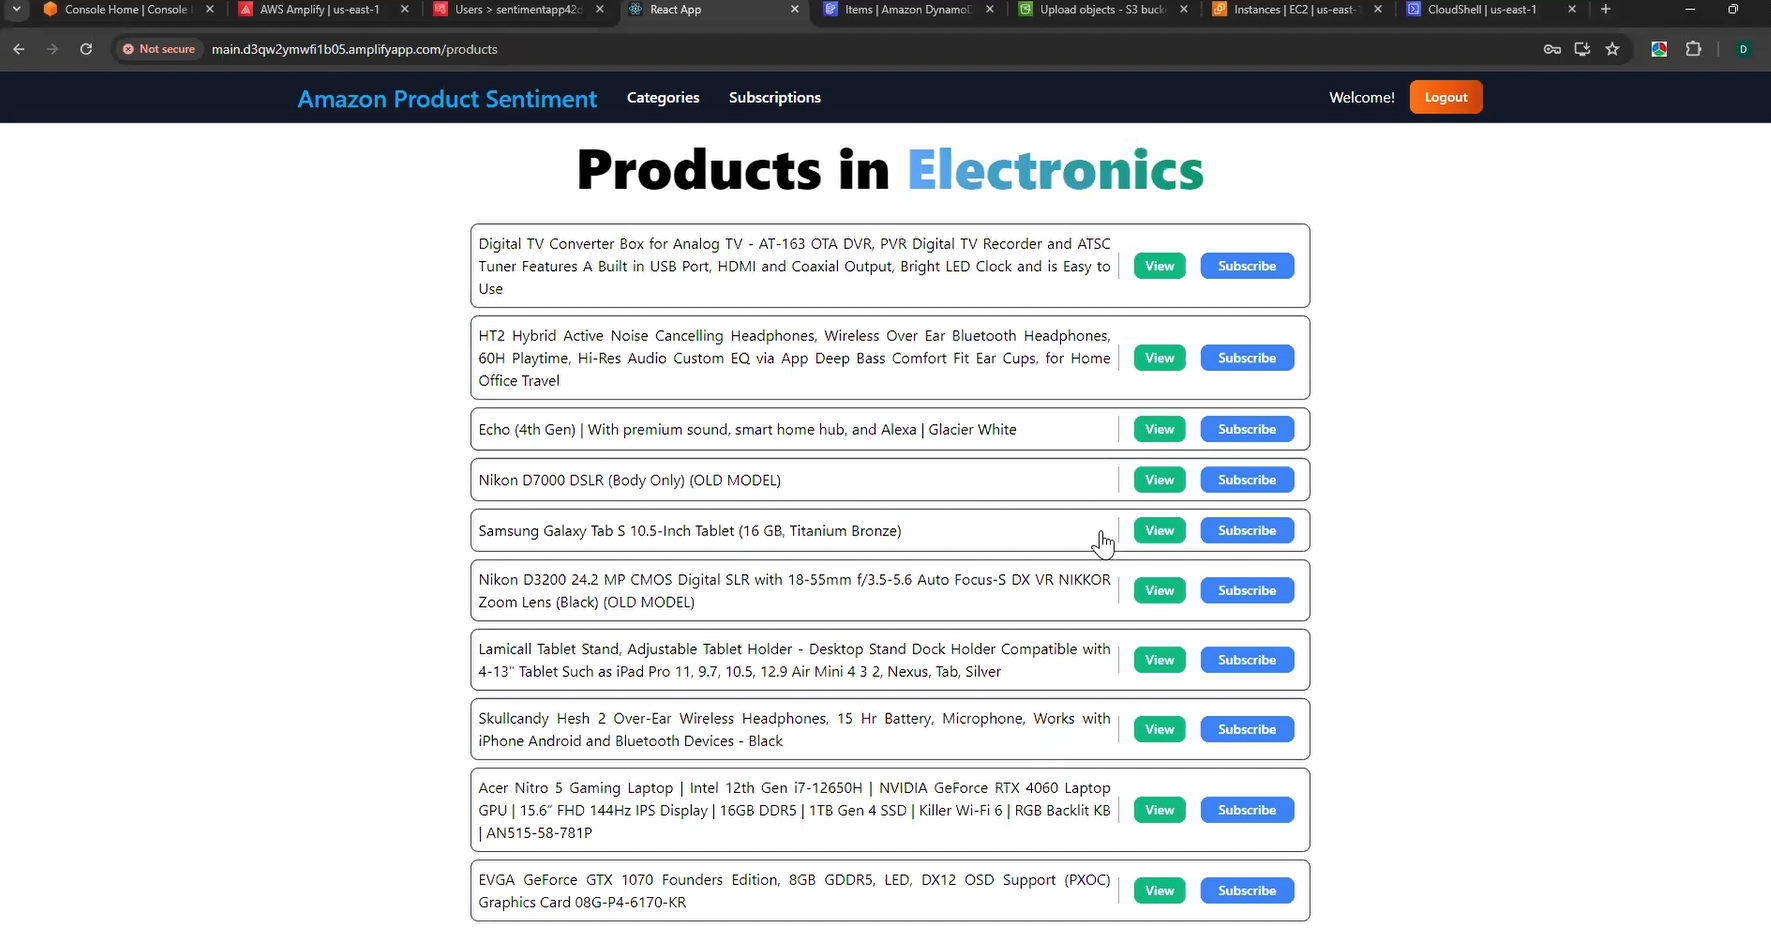 Console Home | Console
AWS Amplify | us-east-1
Users > sentimentapp42
React App
Items | Amazon Dynamo
Upload objects - S3 buck
Instances | EC2 | us-east-
CloudShell | us-east-1
Not secure
main.d3qw2ymwfi1b05.amplifyapp.com/products
D
Amazon Product Sentiment
Categories
Subscriptions
Welcome!
Logout
Products in Electronics
Digital TV Converter Box for Analog TV - AT-163 OTA DVR, PVR Digital TV Recorder and ATSC
Tuner Features A Built in USB Port, HDMI and Coaxial Output, Bright LED Clock and is Easy to
Use
View
Subscribe
HT2 Hybrid Active Noise Cancelling Headphones, Wireless Over Ear Bluetooth Headphones,
60H Playtime, Hi-Res Audio Custom EQ via App Deep Bass Comfort Fit Ear Cups, for Home
Office Travel
View
Subscribe
Echo (4th Gen) | With premium sound, smart home hub, and Alexa | Glacier White
View
Subscribe
Nikon D7000 DSLR (Body Only) (OLD MODEL)
View
Subscribe
Samsung Galaxy Tab S 10.5-Inch Tablet (16 GB, Titanium Bronze)
View
Subscribe
Nikon D3200 24.2 MP CMOS Digital SLR with 18-55mm f/3.5-5.6 Auto Focus-S DX VR NIKKOR
Zoom Lens (Black) (OLD MODEL)
View
Subscribe
Lamicall Tablet Stand, Adjustable Tablet Holder - Desktop Stand Dock Holder Compatible with
4-13" Tablet Such as iPad Pro 11, 9.7, 10.5, 12.9 Air Mini 4 3 2, Nexus, Tab, Silver
View
Subscribe
Skullcandy Hesh 2 Over-Ear Wireless Headphones, 15 Hr Battery, Microphone, Works with
iPhone Android and Bluetooth Devices - Black
View
Subscribe
Acer Nitro 5 Gaming Laptop | Intel 12th Gen i7-12650H | NVIDIA GeForce RTX 4060 Laptop
GPU | 15.6" FHD 144Hz IPS Display | 16GB DDR5 | 1TB Gen 4 SSD | Killer Wi-Fi 6 | RGB Backlit KB
| AN515-58-781P
View
Subscribe
EVGA GeForce GTX 1070 Founders Edition, 8GB GDDR5, LED, DX12 OSD Support (PXOC)
Graphics Card 08G-P4-6170-KR
View
Subscribe